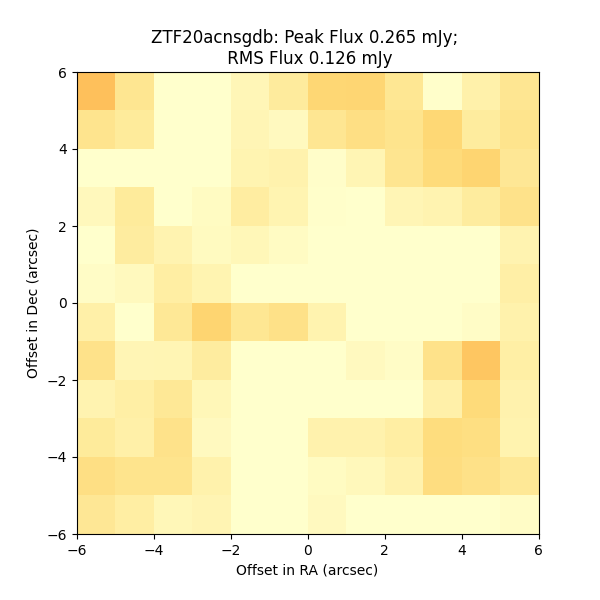 ZTF20acnsgdb: Peak Flux 0.265 mJy;
RMS Flux 0.126 mJy
6
4
2
0
−2
−4
−6
Offset in Dec (arcsec)
−6 −4 −2 0 2 4 6
Offset in RA (arcsec)